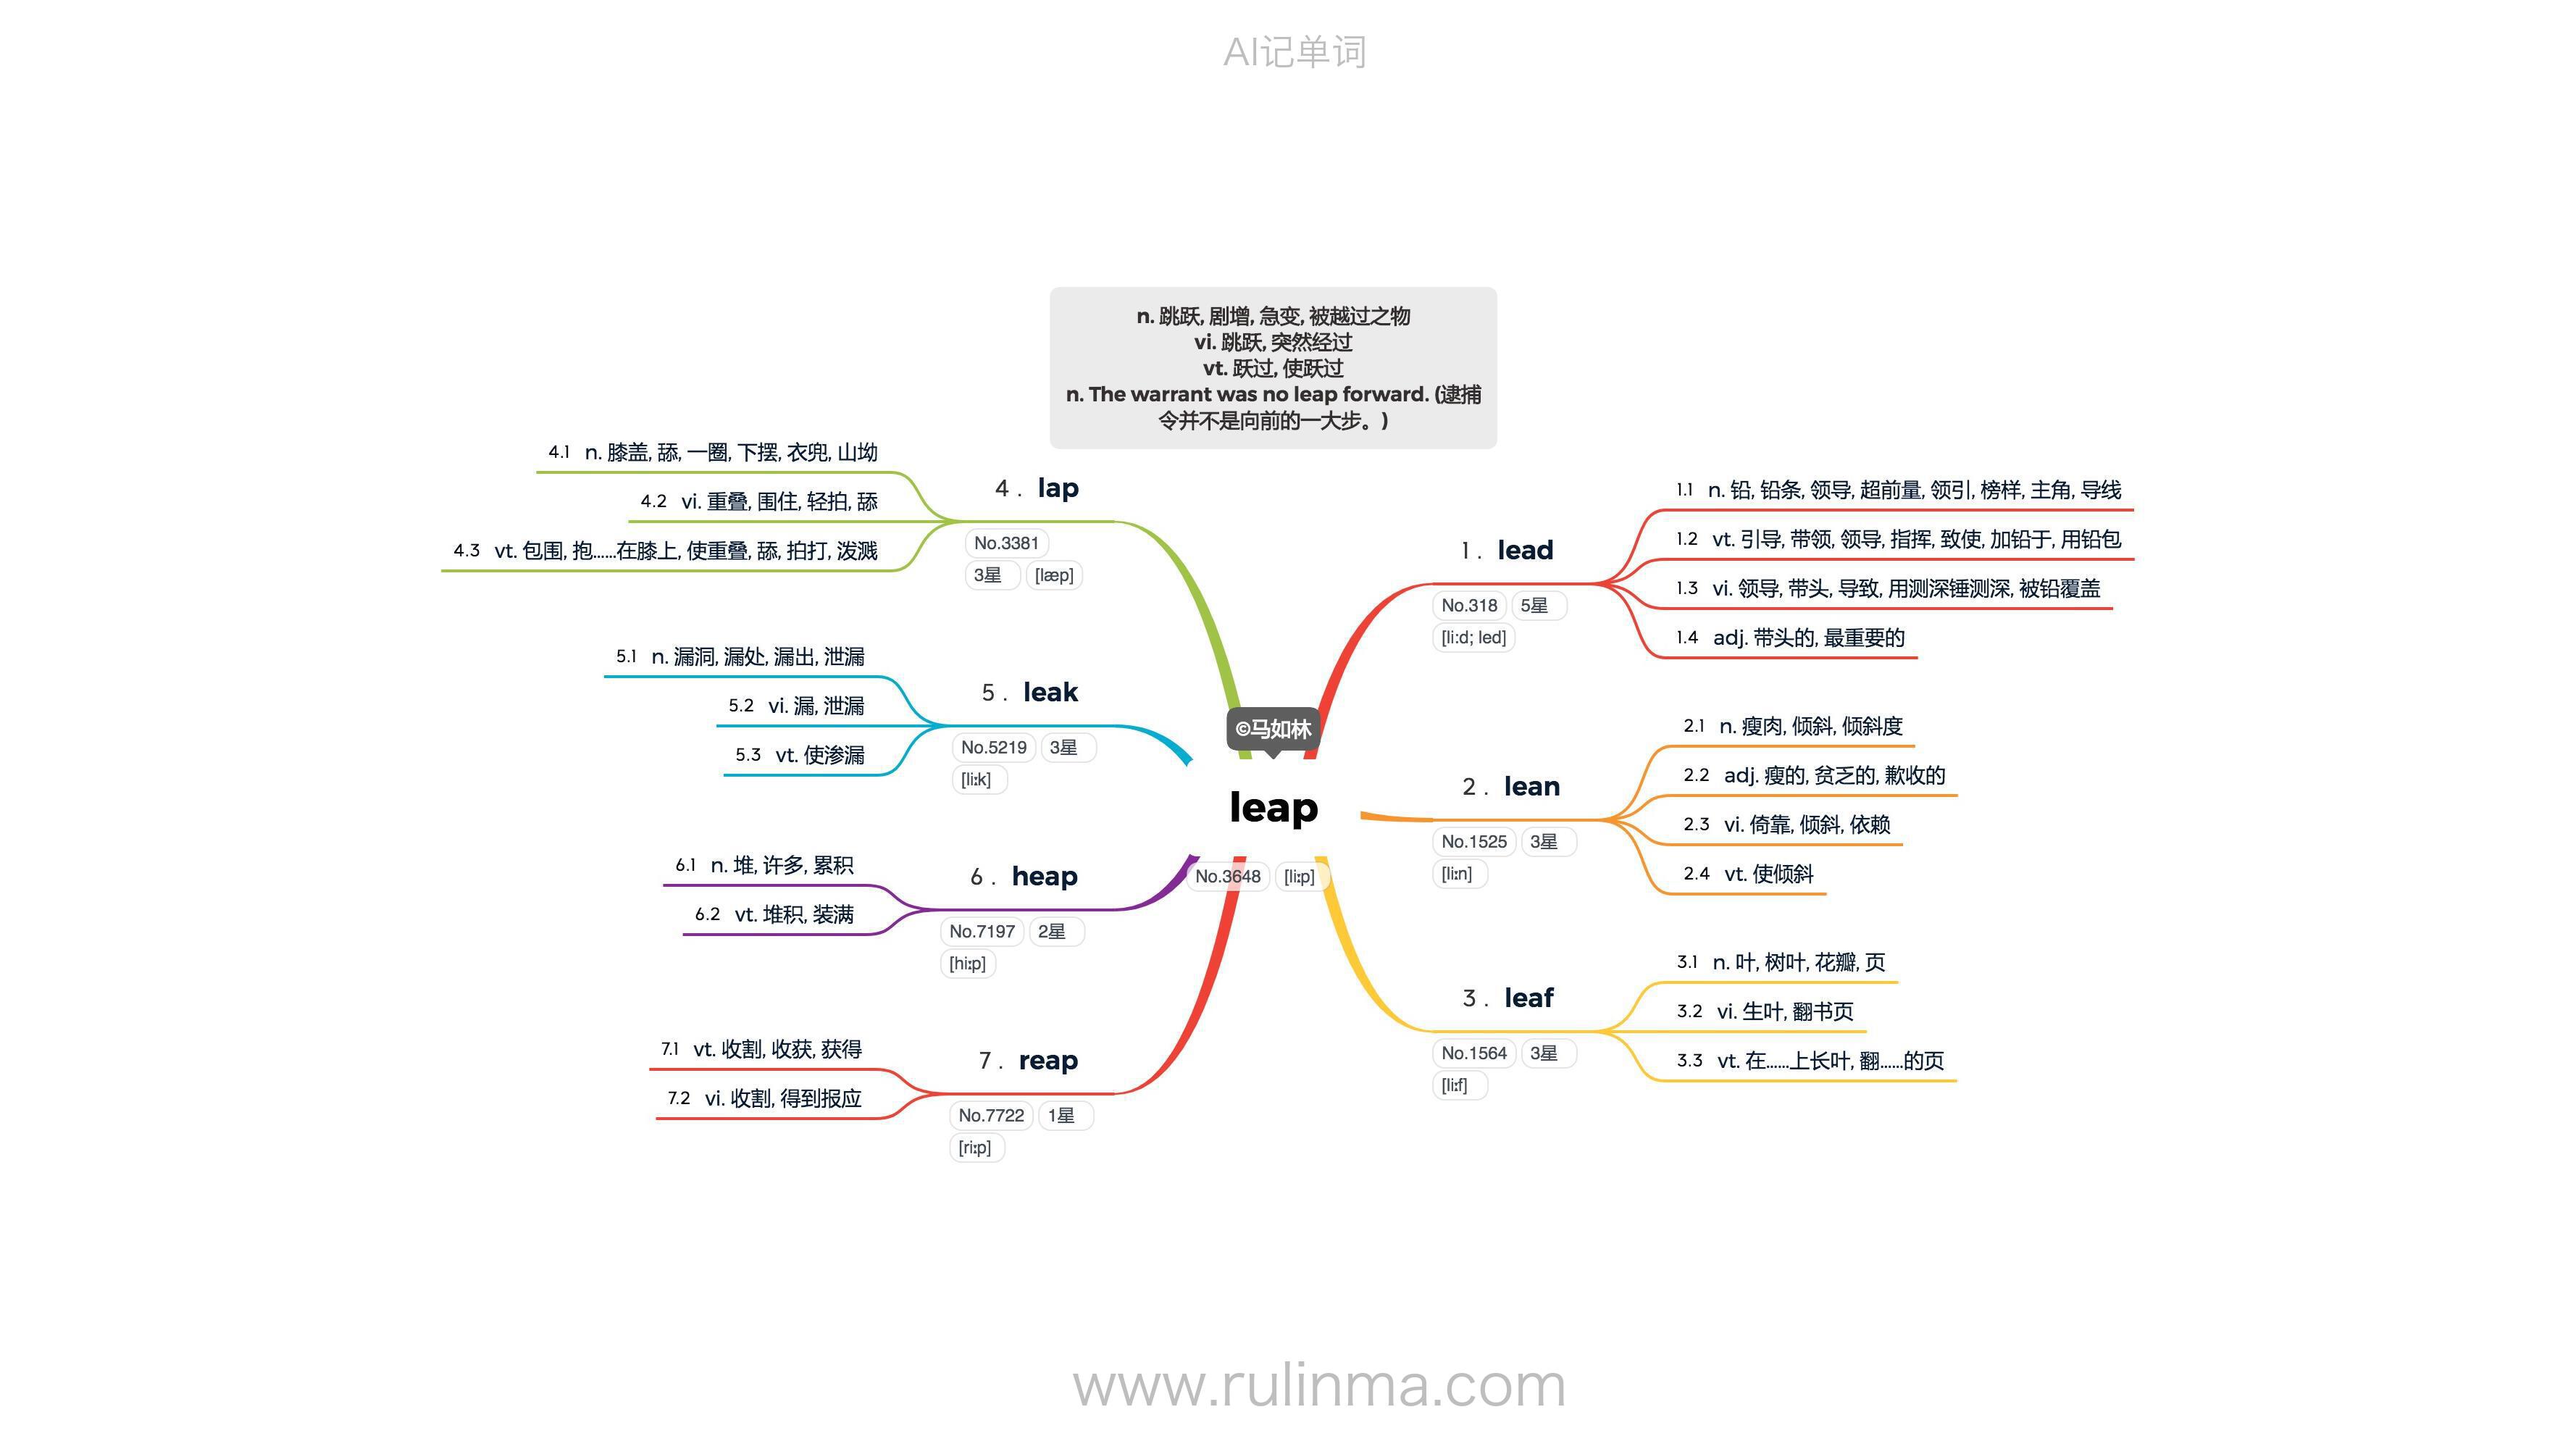 AI记单词
n. 跳跃, 剧增, 急变, 被越过之物
vi. 跳跃, 突然经过
vt. 跃过, 使跃过
n. The warrant was no leap forward. (逮捕
令并不是向前的一大步。)
©马如林
leap
No.3648 [liːp]
1. lead
No.318 5星
[li:d; led]
1.1 n. 铅, 铅条, 领导, 超前量, 领引, 榜样, 主角, 导线
1.2 vt. 引导, 带领, 领导, 指挥, 致使, 加铅于, 用铅包
1.3 vi. 领导, 带头, 导致, 用测深锤测深, 被铅覆盖
1.4 adj. 带头的, 最重要的
2. lean
No.1525 3星
[liːn]
2.1 n. 瘦肉, 倾斜, 倾斜度
2.2 adj. 瘦的, 贫乏的, 歉收的
2.3 vi. 倚靠, 倾斜, 依赖
2.4 vt. 使倾斜
3. leaf
No.1564 3星
[liːf]
3.1 n. 叶, 树叶, 花瓣, 页
3.2 vi. 生叶, 翻书页
3.3 vt. 在......上长叶, 翻......的页
4. lap
No.3381
3星 [læp]
4.1 n. 膝盖, 舔, 一圈, 下摆, 衣兜, 山坳
4.2 vi. 重叠, 围住, 轻拍, 舔
4.3 vt. 包围, 抱......在膝上, 使重叠, 舔, 拍打, 泼溅
5. leak
No.5219 3星
[liːk]
5.1 n. 漏洞, 漏处, 漏出, 泄漏
5.2 vi. 漏, 泄漏
5.3 vt. 使渗漏
6. heap
No.7197 2星
[hiːp]
6.1 n. 堆, 许多, 累积
6.2 vt. 堆积, 装满
7. reap
No.7722 1星
[riːp]
7.1 vt. 收割, 收获, 获得
7.2 vi. 收割, 得到报应
www.rulinma.com